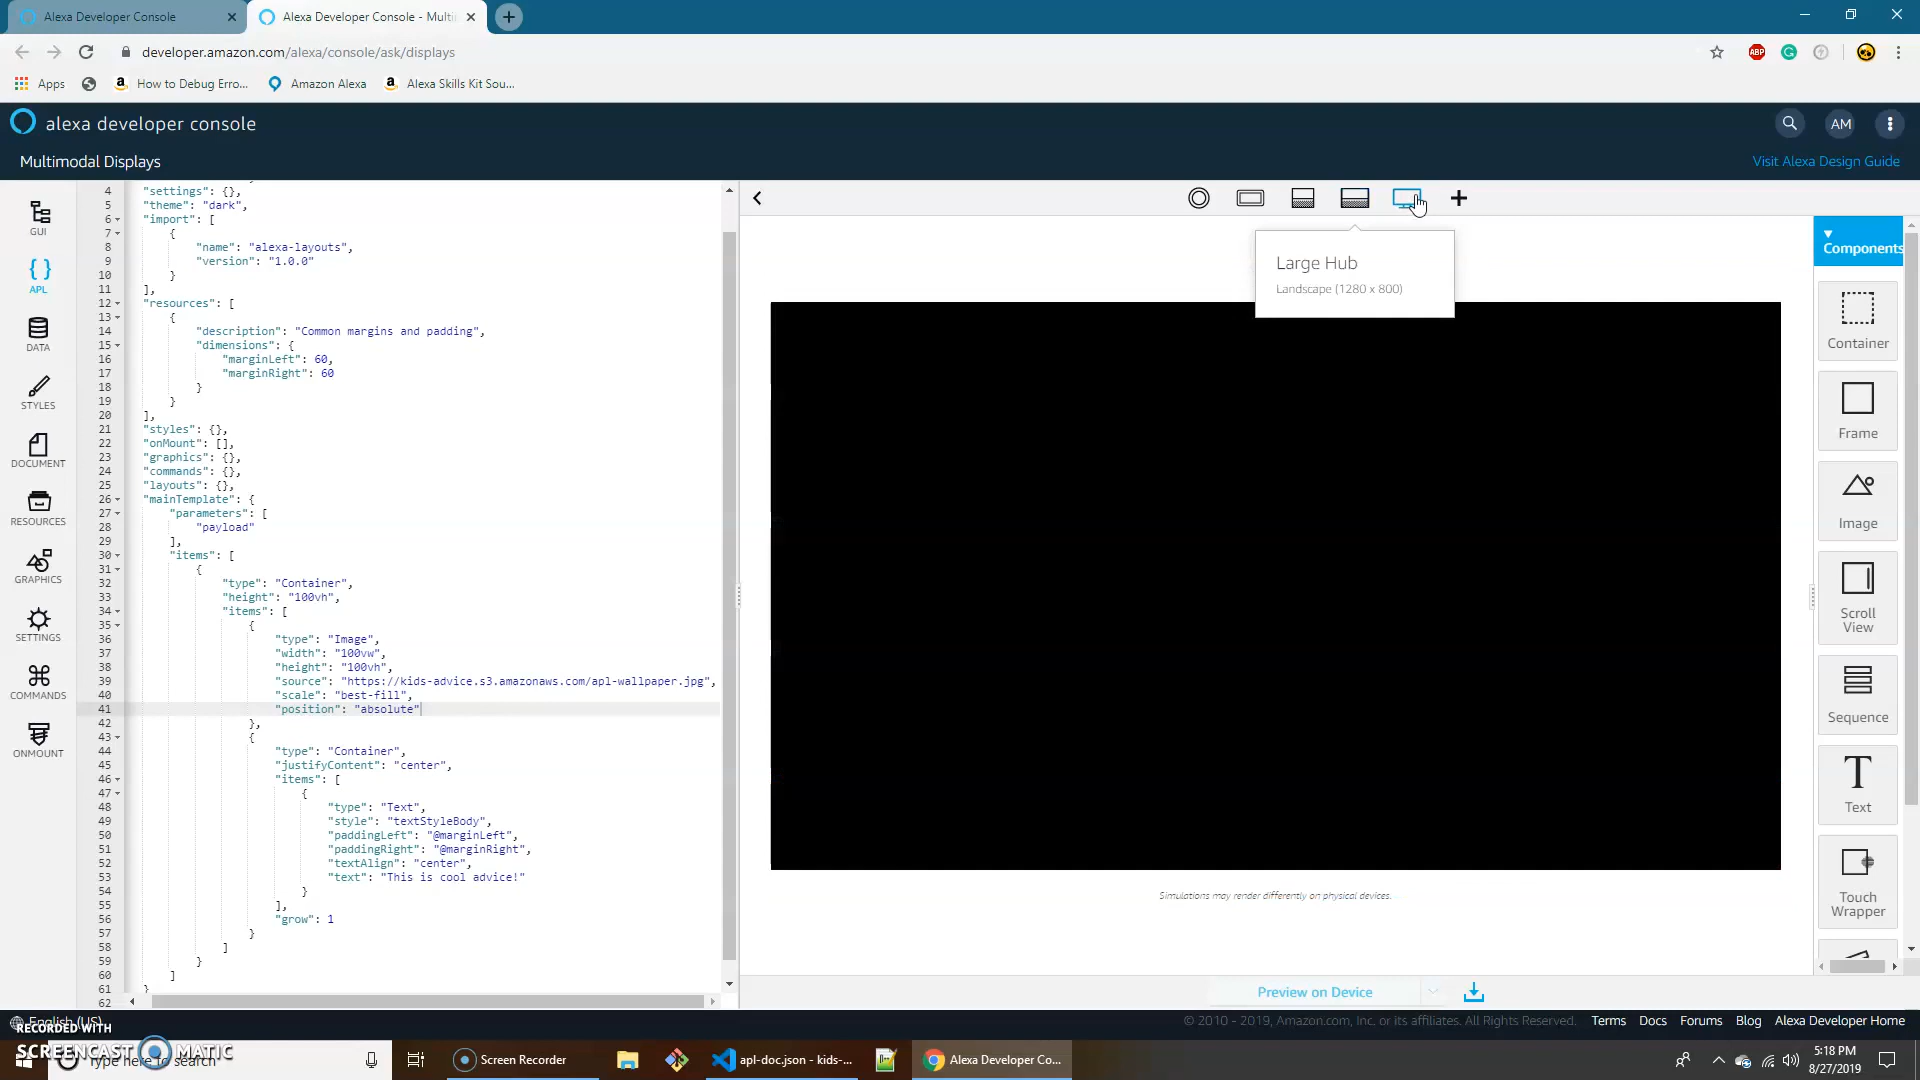 Alexa Developer Console
Alexa Developer Console - Multi
developer.amazon.com/alexa/console/ask/displays
ABP
Apps
How to Debug Erro...
Amazon Alexa
Alexa Skills Kit Sou...
alexa developer console
AM
Multimodal Displays
Visit Alexa Design Guide
GUI
APL
DATA
STYLES
DOCUMENT
RESOURCES
GRAPHICS
SETTINGS
COMMANDS
ONMOUNT
4 "settings": {},
5 "theme": "dark",
6 "import": [
7 {
8 "name": "alexa-layouts",
9 "version": "1.0.0"
10 }
11 ],
12 "resources": [
13 {
14 "description": "Common margins and padding",
15 "dimensions": {
16 "marginLeft": 60,
17 "marginRight": 60
18 }
19 }
20 ],
21 "styles": {},
22 "onMount": [],
23 "graphics": {},
24 "commands": {},
25 "layouts": {},
26 "mainTemplate": {
27 "parameters": [
28 "payload"
29 ],
30 "items": [
31 {
32 "type": "Container",
33 "height": "100vh",
34 "items": [
35 {
36 "type": "Image",
37 "width": "100vw",
38 "height": "100vh",
39 "source": "https://kids-advice.s3.amazonaws.com/apl-wallpaper.jpg",
40 "scale": "best-fill",
41 "position": "absolute"
42 },
43 {
44 "type": "Container",
45 "justifyContent": "center",
46 "items": [
47 {
48 "type": "Text",
49 "style": "textStyleBody",
50 "paddingLeft": "@marginLeft",
51 "paddingRight": "@marginRight",
52 "textAlign": "center",
53 "text": "This is cool advice!"
54 }
55 ],
56 "grow": 1
57 }
58 ]
59 }
60 ]
61 }
62
Large Hub
Landscape (1280 x 800)
Simulations may render differently on physical devices.
Components
Container
Frame
Image
Scroll
View
Sequence
Text
Touch
Wrapper
Preview on Device
English (US)
© 2010 - 2019, Amazon.com, Inc. or its affiliates. All Rights Reserved.
Terms
Docs
Forums
Blog
Alexa Developer Home
RECORDED WITH
SCREENCAST MATIC
Type here to search
Screen Recorder
apl-doc.json - kids-...
Alexa Developer Co...
5:18 PM
8/27/2019